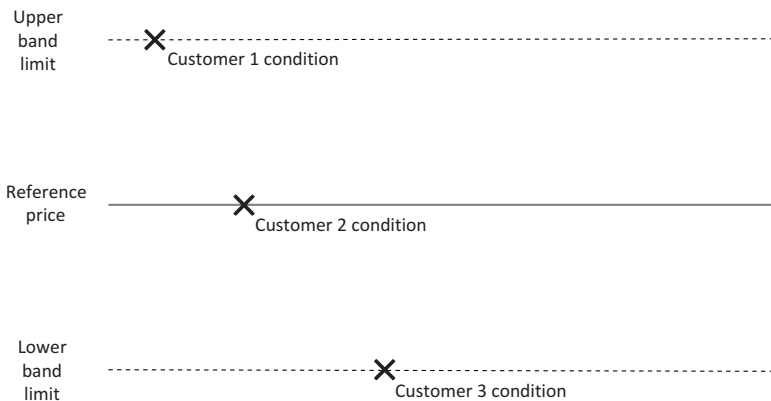 Upper
band
limit
Customer 1 condition
Reference
price
Customer 2 condition
Lower
band
limit
Customer 3 condition